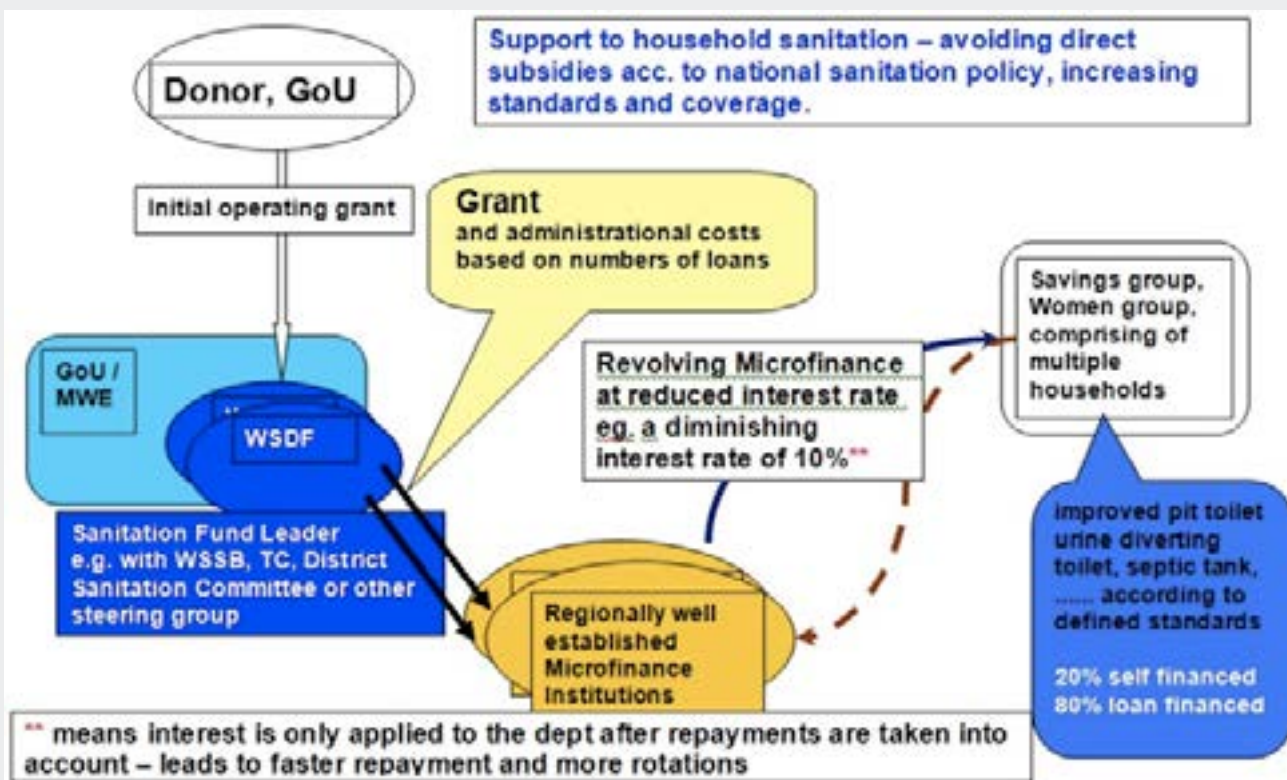 Donor, GoU
Support to household sanitation – avoiding direct
subsidies acc. to national sanitation policy, increasing
standards and coverage.
Initial operating grant
Grant
and administrational costs
based on numbers of loans
Savings group,
Women group,
comprising of
multiple
households
GoU /
MWE
WSDF
Revolving Microfinance
at reduced interest rate
eg. a diminishing
interest rate of 10%**
Sanitation Fund Leader
e.g. with WSSB, TC, District
Sanitation Committee or other
steering group
improved pit toilet
urine diverting
toilet, septic tank,
...... according to
defined standards
20% self financed
80% loan financed
Regionally well
established
Microfinance
Institutions
** means interest is only applied to the dept after repayments are taken into
account – leads to faster repayment and more rotations